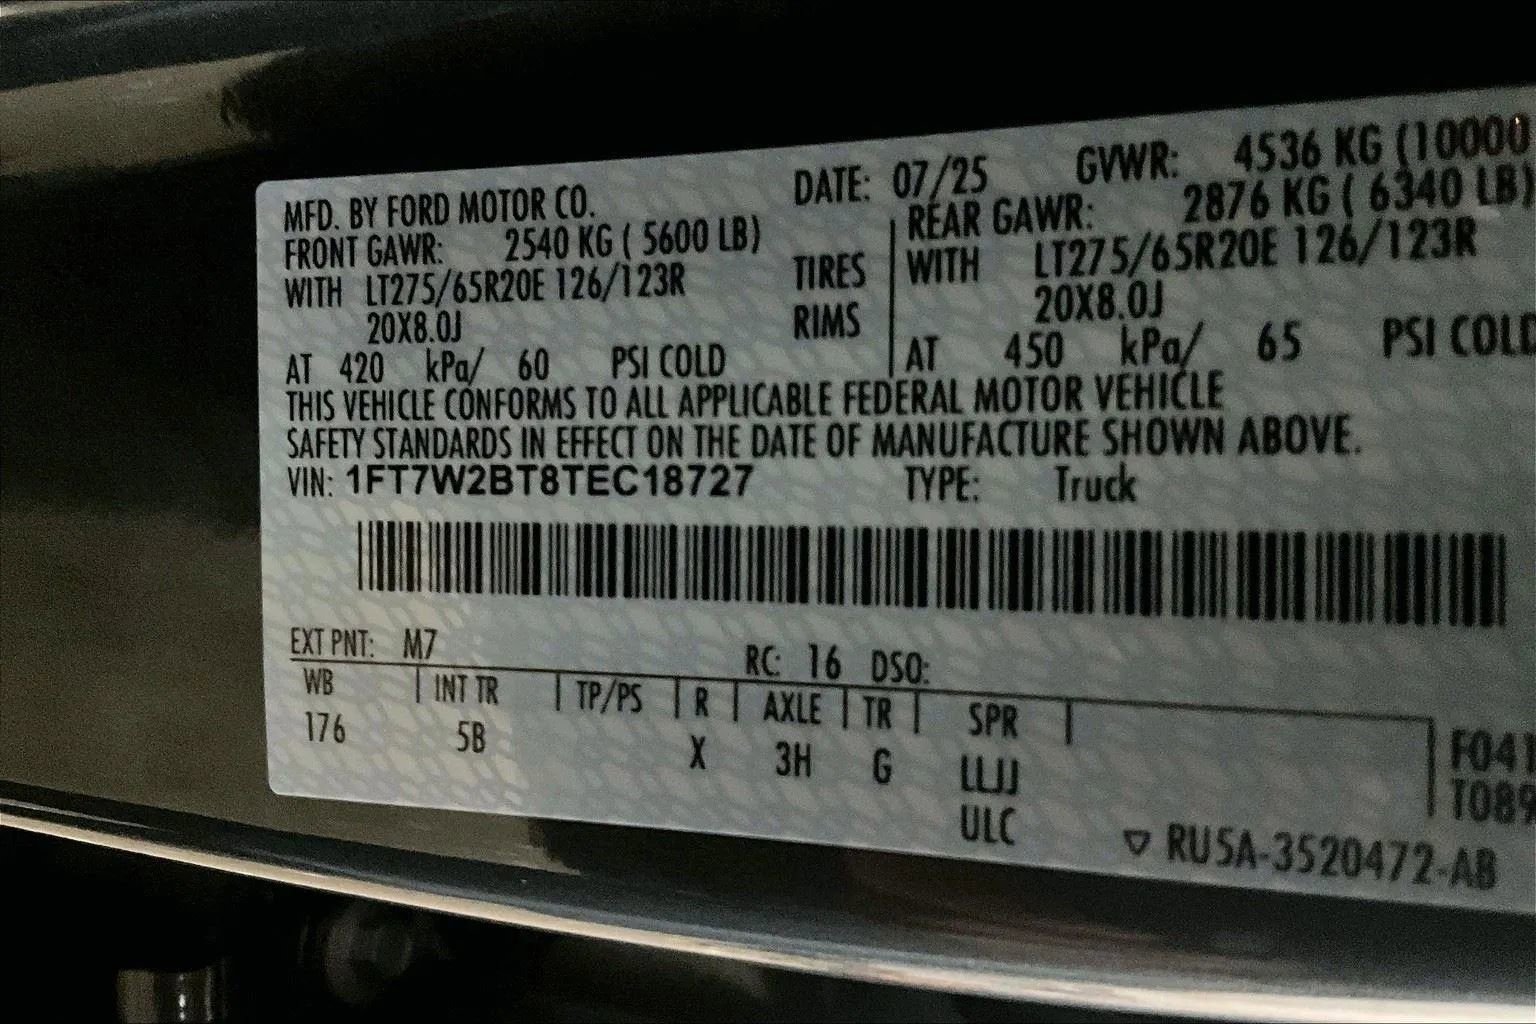 MFD. BY FORD MOTOR CO. DATE: 07/25 GVWR: 4536 KG (10000
FRONT GAWR: 2540 KG ( 5600 LB) REAR GAWR: 2876 KG ( 6340 LB)
WITH LT275/65R20E 126/123R TIRES WITH LT275/65R20E 126/123R
20X8.0J RIMS 20X8.0J
AT 420 kPa/ 60 PSI COLD AT 450 kPa/ 65 PSI COLD
THIS VEHICLE CONFORMS TO ALL APPLICABLE FEDERAL MOTOR VEHICLE
SAFETY STANDARDS IN EFFECT ON THE DATE OF MANUFACTURE SHOWN ABOVE.
VIN: 1FT7W2BT8TEC18727 TYPE: Truck
EXT PNT: M7 RC: 16 DSO:
WB INT TR TP/PS R AXLE TR SPR
176 5B X 3H G LLJJ
ULC
F041
T089
▽ RU5A-3520472-AB